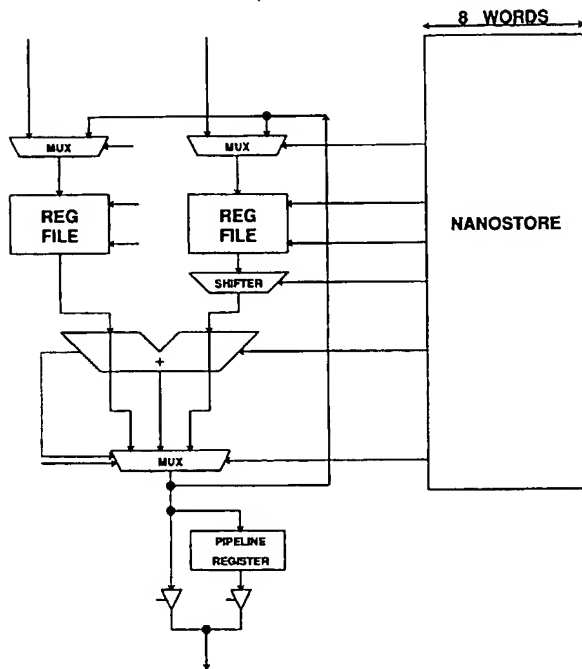 8 WORDS
MUX
MUX
REG
FILE
REG
FILE
NANOSTORE
SHIFTER
+
MUX
PIPELINE
REGISTER